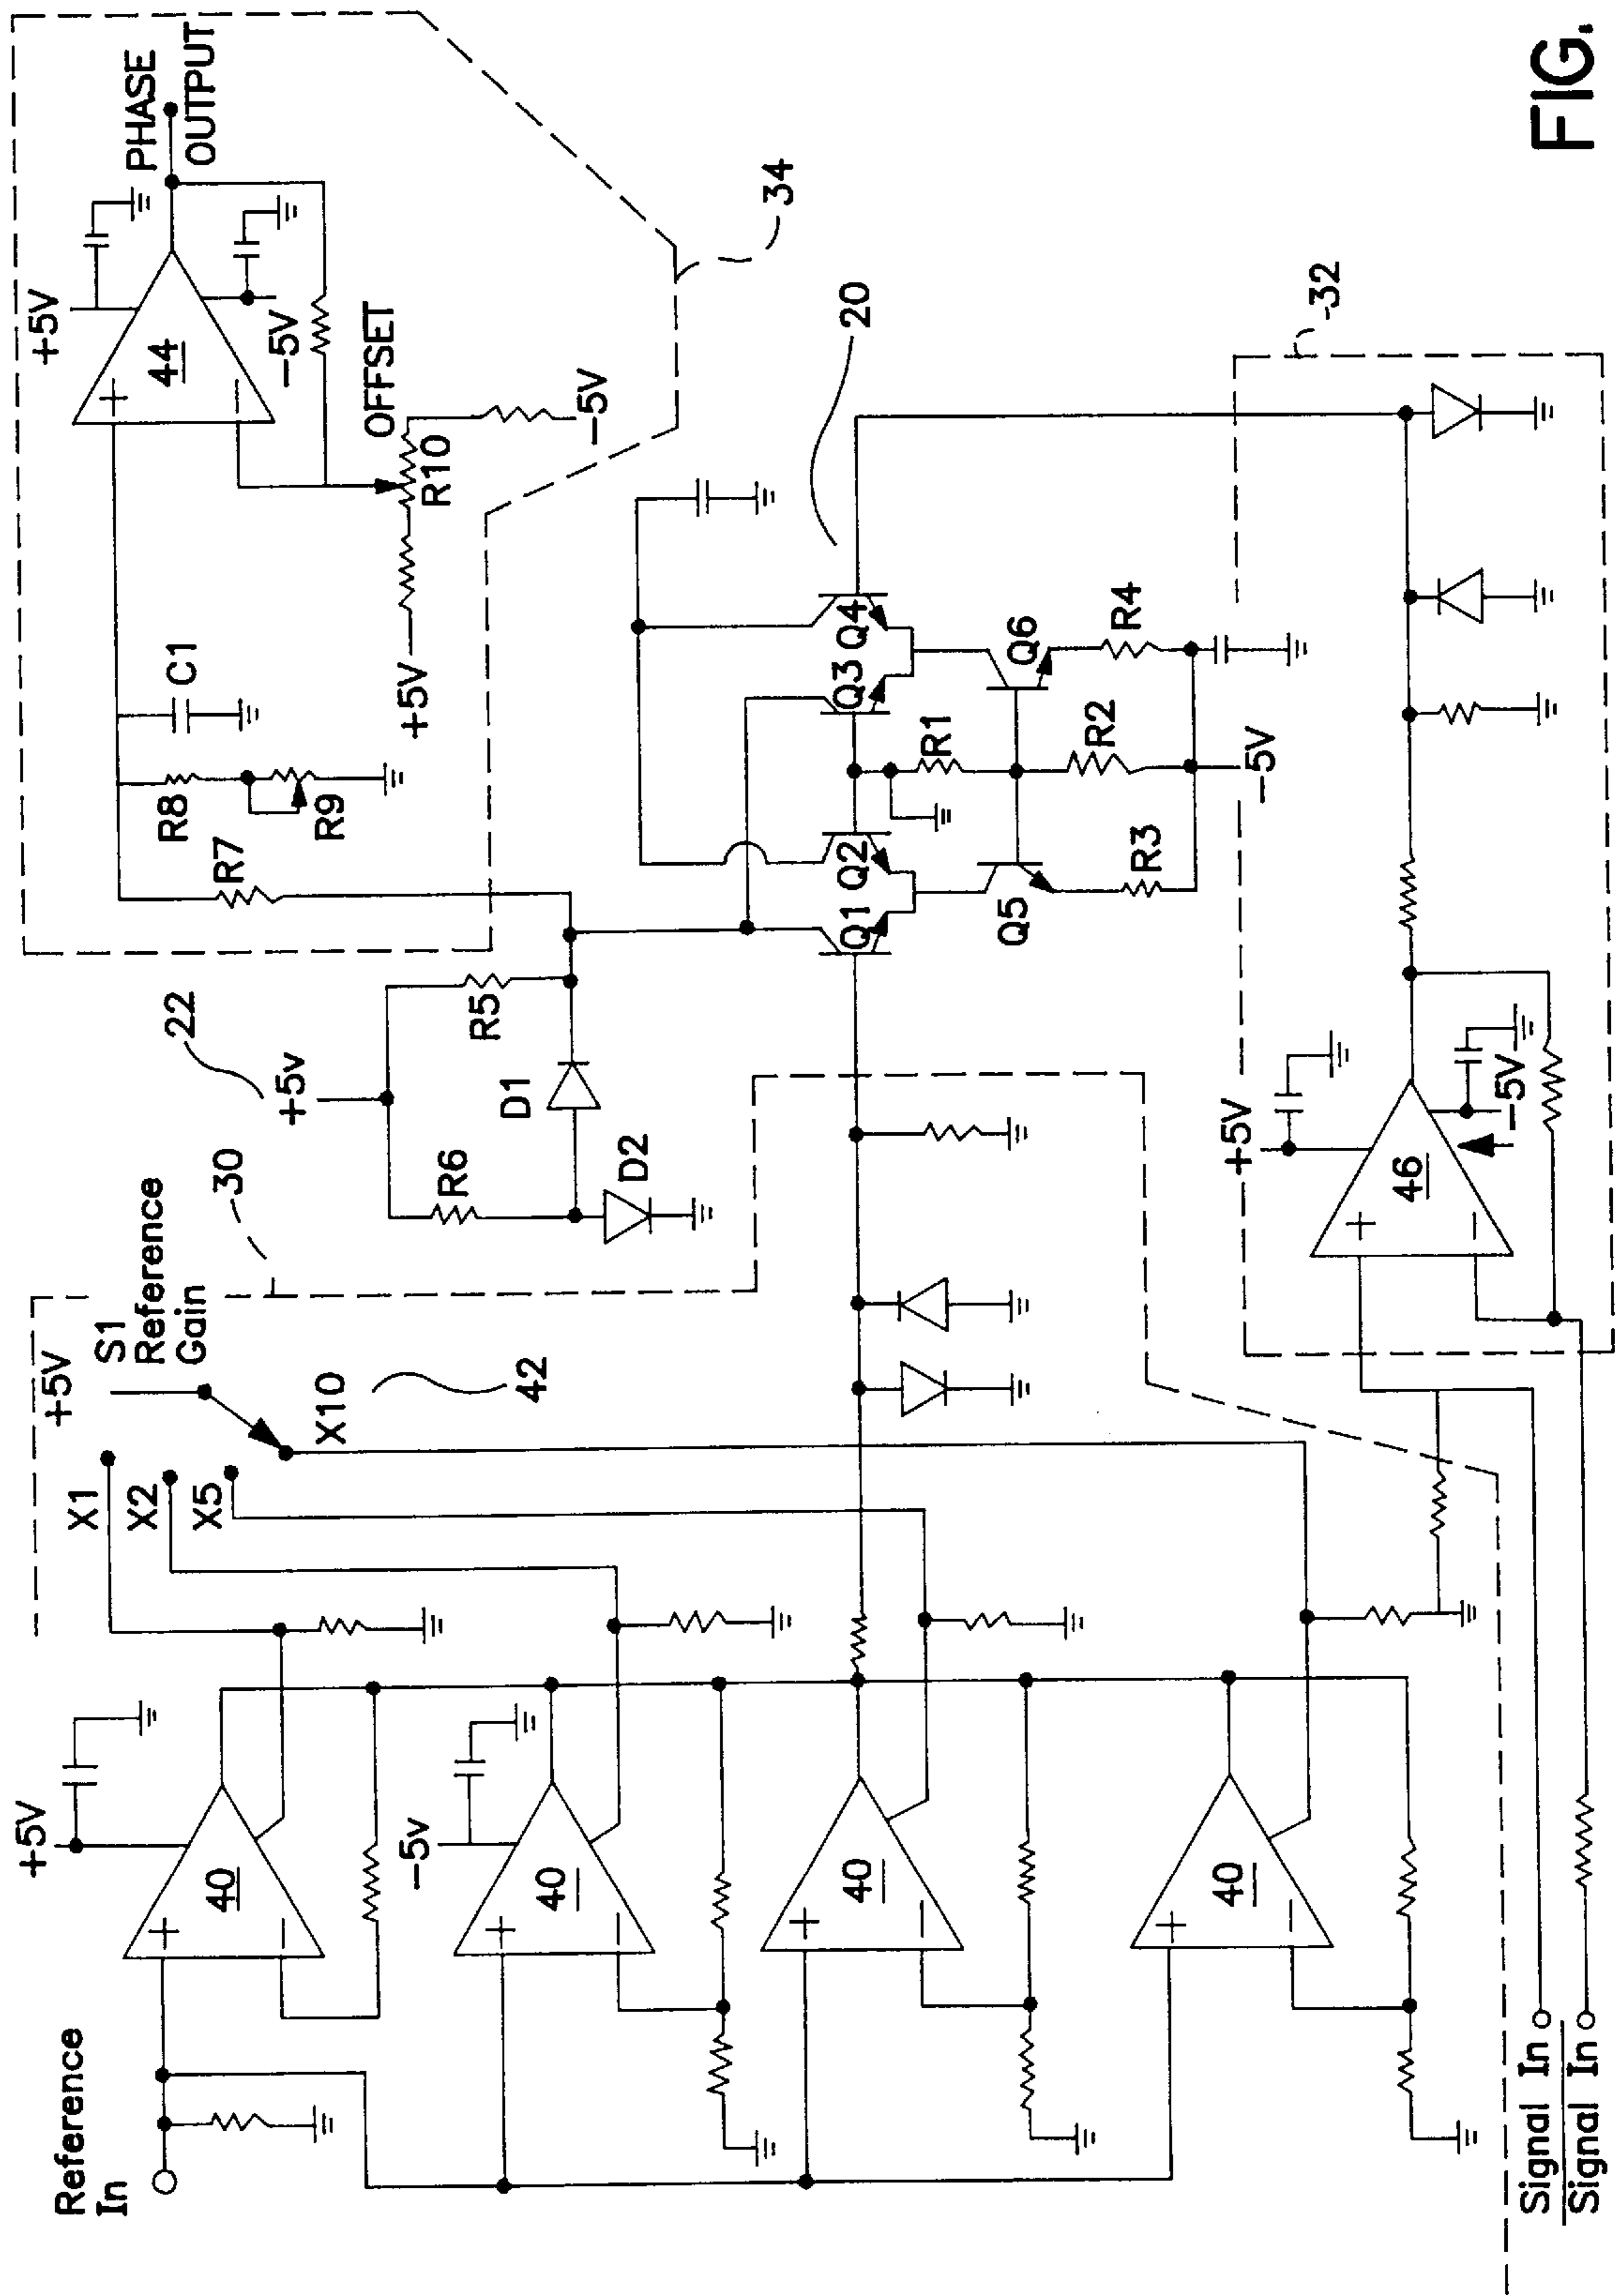 Reference
In
+5V
40
-5v
40
40
40
Signal In
Signal In
X1
X2
X5
X10
+5V
S1
Reference
Gain
42
30
22
+5v
R6
R5
D1
D2
R7
R8
R9
C1
+5V
44
-5V
+
-
PHASE
OUTPUT
OFFSET
R10
+5V
-5V
34
20
Q1
Q2
Q3
Q4
Q5
Q6
R1
R2
R3
R4
-5V
32
+5V
46
-5V
+
-
+
-
+
-
+
-
+
-
FIG.